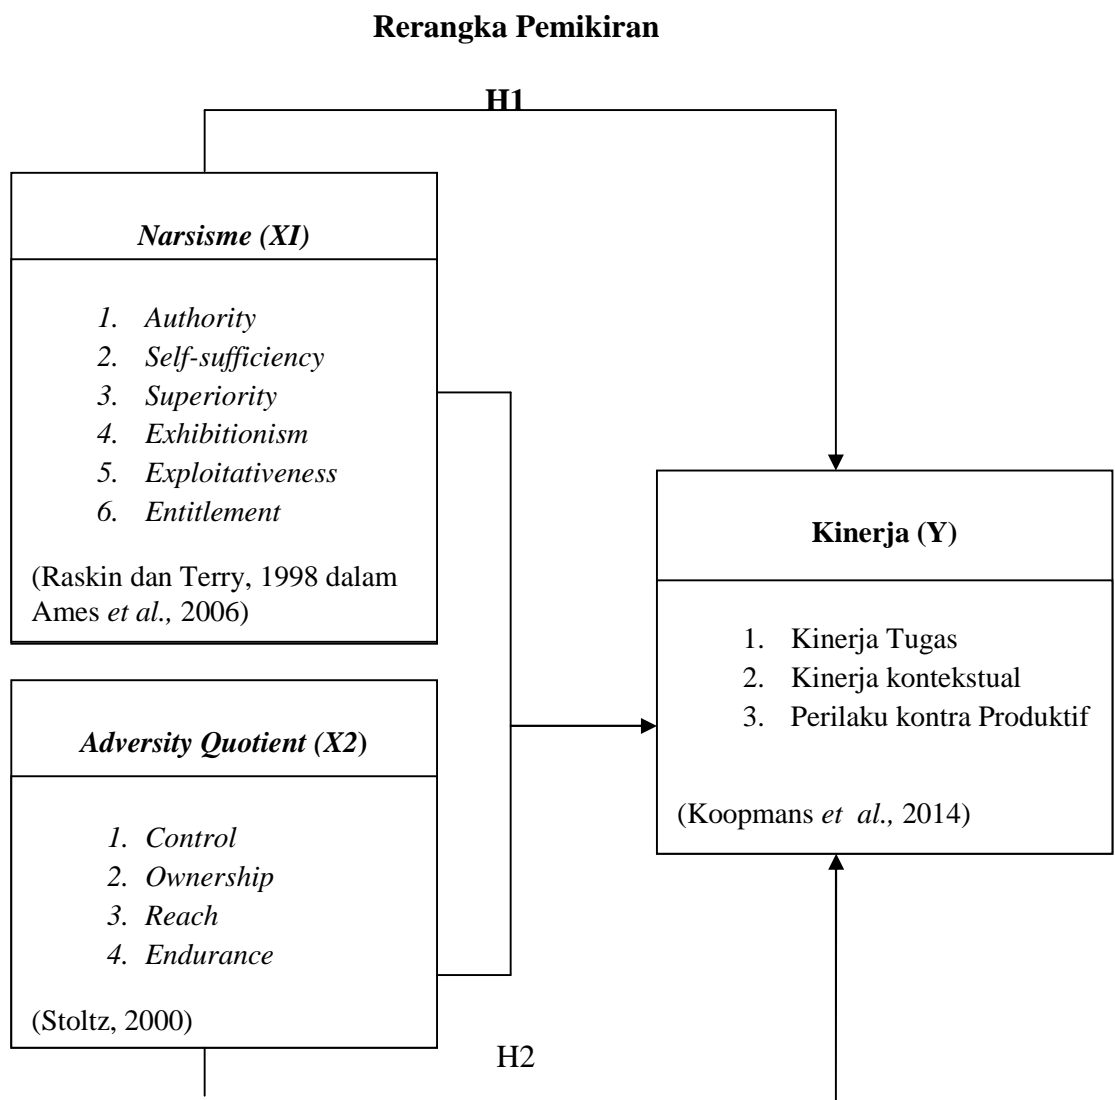 Rerangka Pemikiran
H1
Narsisme (XI)
1. Authority
2. Self-sufficiency
3. Superiority
4. Exhibitionism
5. Exploitativeness
6. Entitlement
(Raskin dan Terry, 1998 dalam
Ames et al., 2006)
Adversity Quotient (X2)
1. Control
2. Ownership
3. Reach
4. Endurance
(Stoltz, 2000)
Kinerja (Y)
1. Kinerja Tugas
2. Kinerja kontekstual
3. Perilaku kontra Produktif
(Koopmans et al., 2014)
H2